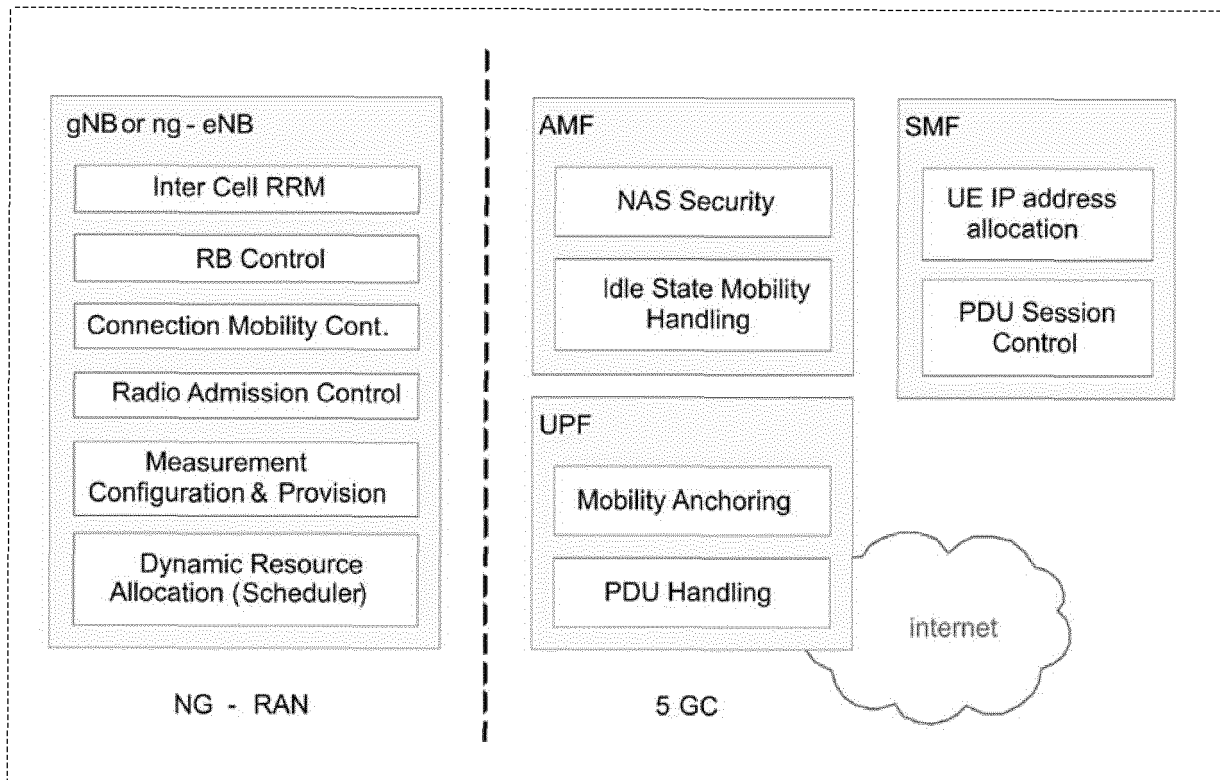 gNB or ng - eNB
Inter Cell RRM
RB Control
Connection Mobility Cont.
Radio Admission Control
Measurement
Configuration & Provision
Dynamic Resource
Allocation (Scheduler)
NG - RAN
AMF
NAS Security
Idle State Mobility
Handling
SMF
UE IP address
allocation
PDU Session
Control
UPF
Mobility Anchoring
PDU Handling
internet
5 GC